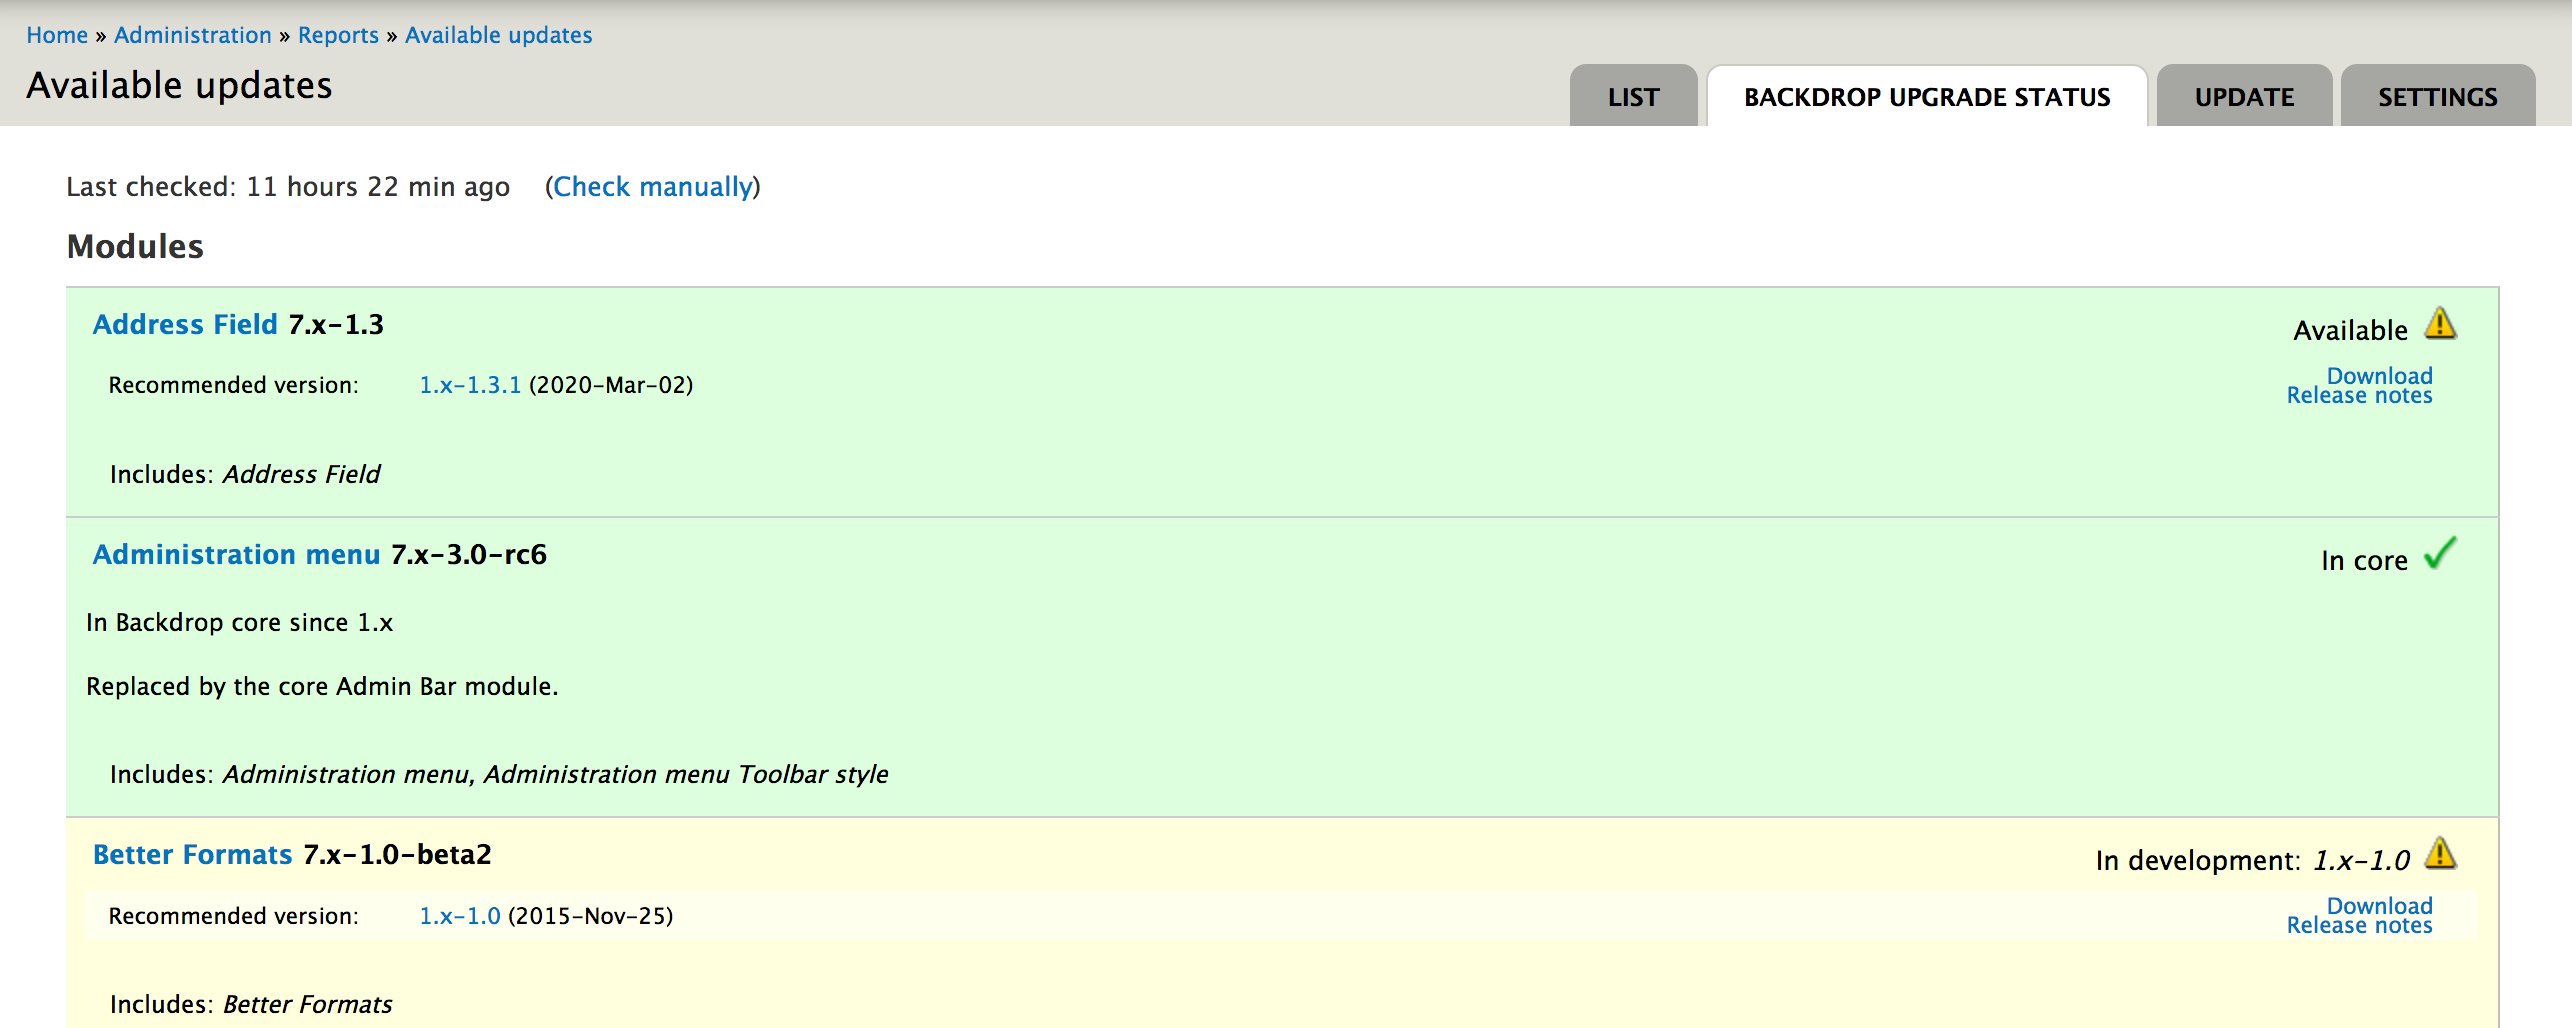 Home » Administration » Reports » Available updates
Available updates
LIST
BACKDROP UPGRADE STATUS
UPDATE
SETTINGS
Last checked: 11 hours 22 min ago (Check manually)
Modules
Address Field 7.x-1.3
Available
Recommended version: 1.x-1.3.1 (2020-Mar-02)
Download
Release notes
Includes: Address Field
Administration menu 7.x-3.0-rc6
In core
In Backdrop core since 1.x
Replaced by the core Admin Bar module.
Includes: Administration menu, Administration menu Toolbar style
Better Formats 7.x-1.0-beta2
In development: 1.x-1.0
Recommended version: 1.x-1.0 (2015-Nov-25)
Download
Release notes
Includes: Better Formats